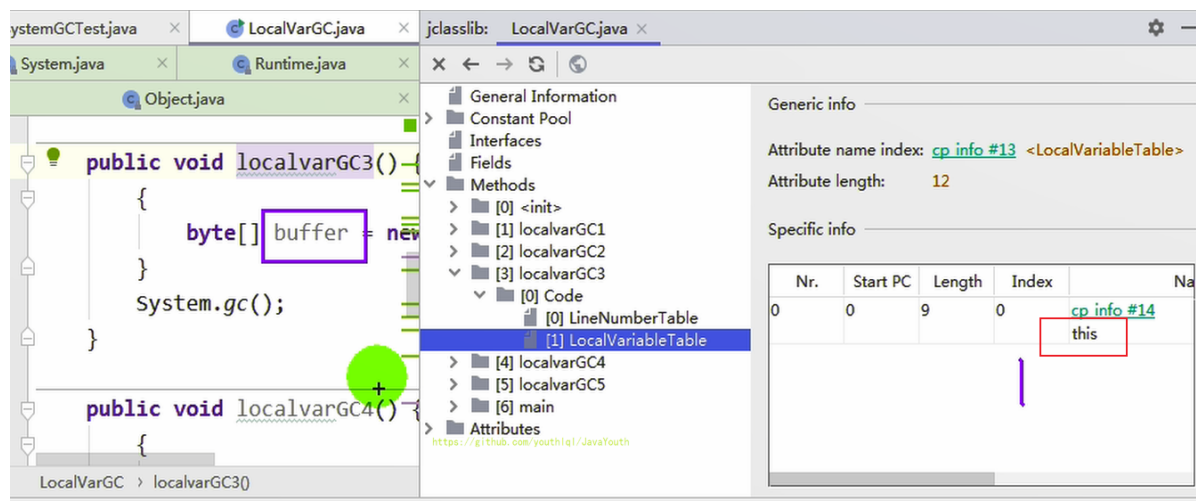 ystemGCTest.java
LocalVarGC.java
System.java
Runtime.java
Object.java
public void localvarGC3() {
{
byte[] buffer = new
}
System.gc();
}
public void localvarGC4() {
{
LocalVarGC > localvarGC3()
jclasslib: LocalVarGC.java
General Information
Constant Pool
Interfaces
Fields
Methods
[0] <init>
[1] localvarGC1
[2] localvarGC2
[3] localvarGC3
[0] Code
[0] LineNumberTable
[1] LocalVariableTable
[4] localvarGC4
[5] localvarGC5
[6] main
Attributes
https://github.com/youthlql/JavaYouth
Generic info
Attribute name index: cp info #13 <LocalVariableTable>
Attribute length: 12
Specific info
Nr. Start PC Length Index Na
0 0 9 0 cp info #14
this